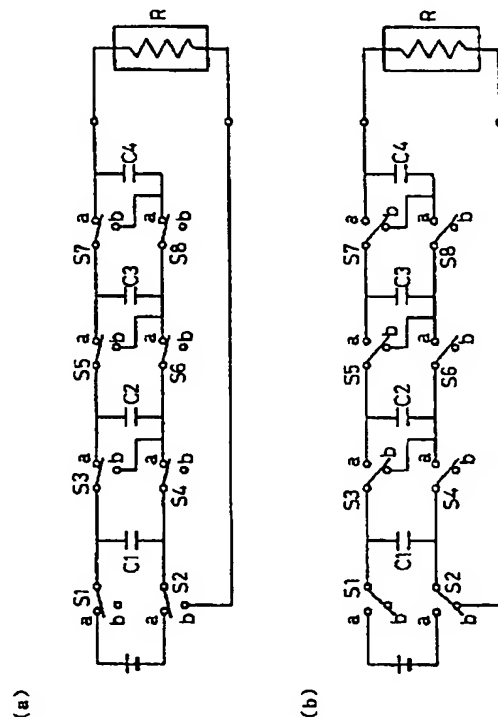 (a)
S1 a b
S3 a b
S5 a b
S7 a b
C1 C2 C3 C4
R
a b S2
S4 a b
S6 a b
S8 a b
(b)
S1 a b
S3 a b
S5 a b
S7 a b
C1 C2 C3 C4
R
a b S2
S4 a b
S6 a b
S8 a b